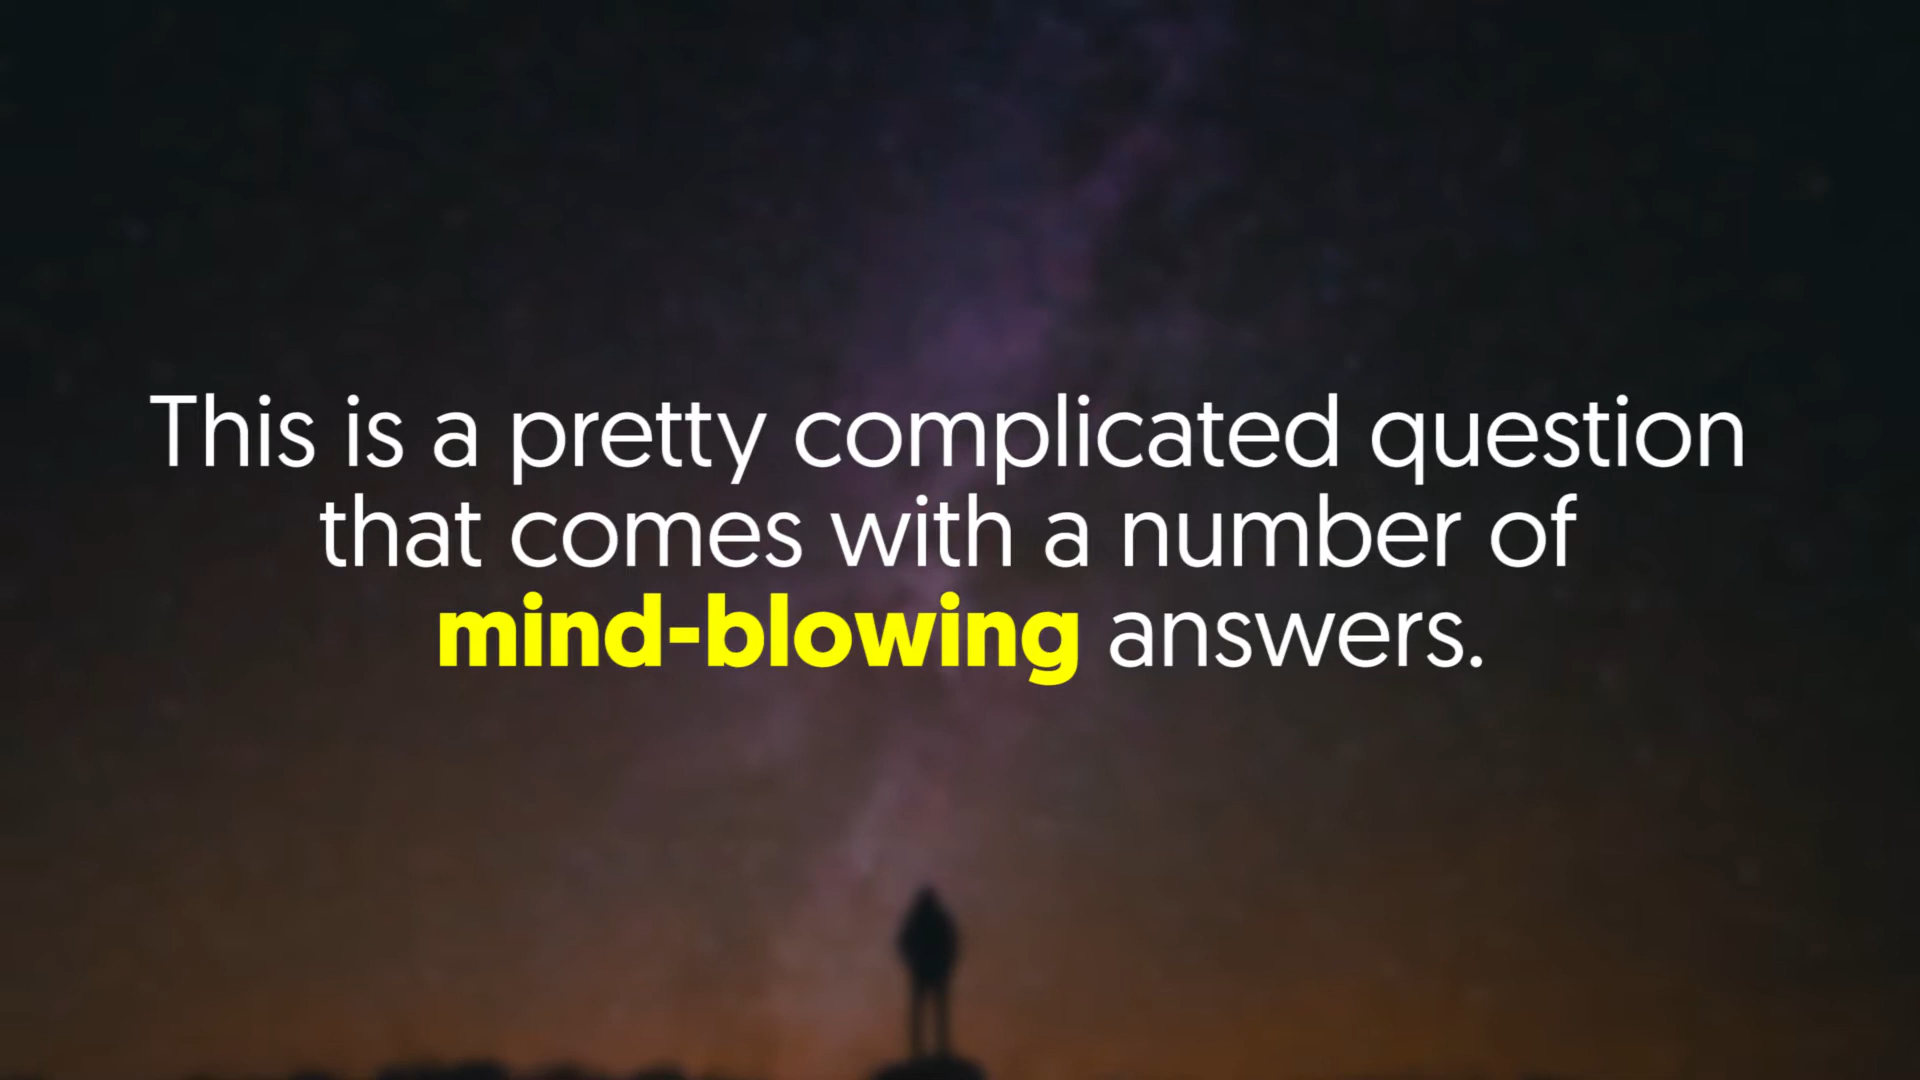 This is a pretty complicated question
that comes with a number of
mind-blowing answers.